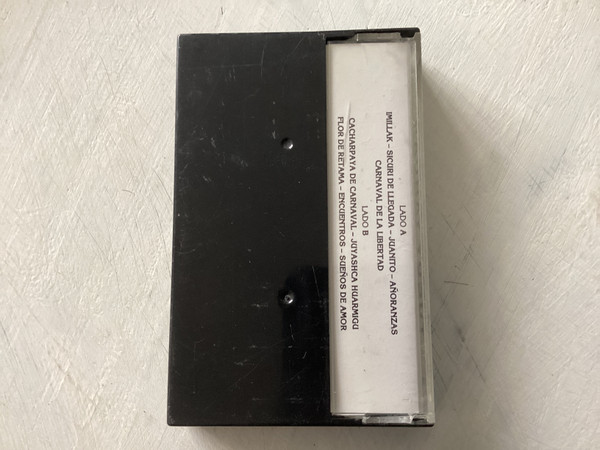 LADO A
IMILLAK - SICURI DE LLEGADA - JUANITO - AÑORANZAS
CARNAVAL DE LA LIBERTAD
LADO B
CACHARPAYA DE CARNAVAL - JUYASHCA HUARMIGU
FLOR DE RETAMA - ENCUENTROS - SUEÑOS DE AMOR